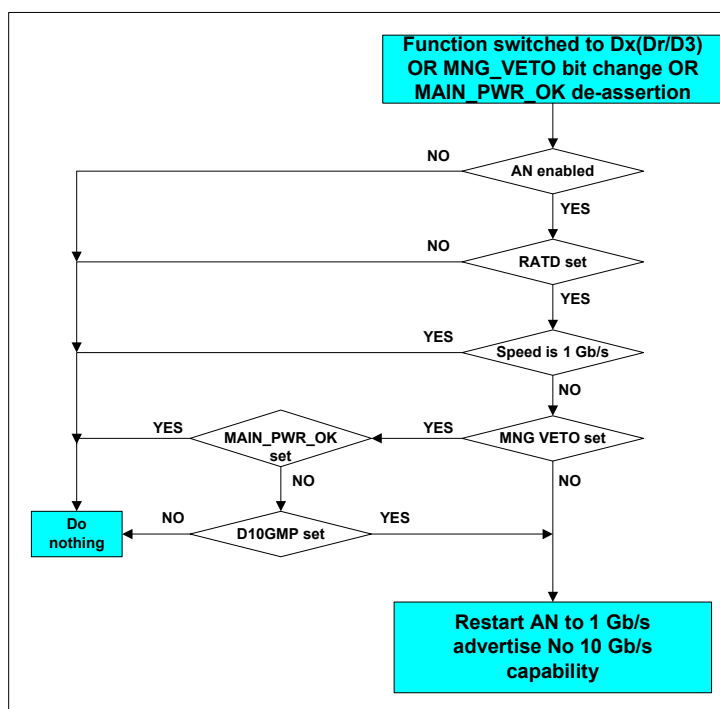 Function switched to Dx(Dr/D3)
OR MNG_VETO bit change OR
MAIN_PWR_OK de-assertion
NO
AN enabled
YES
NO
RATD set
YES
YES
Speed is 1 Gb/s
NO
YES
MAIN_PWR_OK
set
YES
MNG VETO set
NO
NO
Do
nothing
NO
D10GMP set
YES
Restart AN to 1 Gb/s
advertise No 10 Gb/s
capability